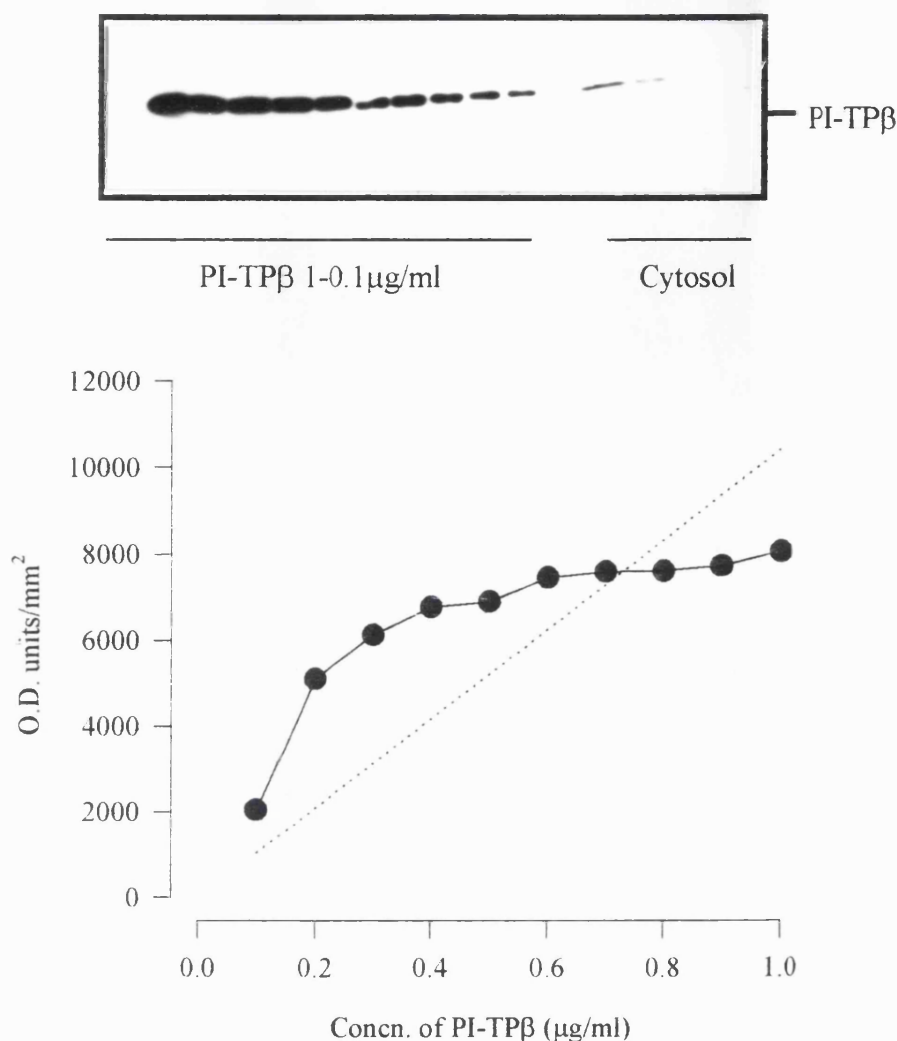 PI-TPβ
PI-TPβ 1-0.1µg/ml
Cytosol
12000
10000
8000
6000
4000
2000
0
O.D. units/mm²
0.0 0.2 0.4 0.6 0.8 1.0
Concn. of PI-TPβ (µg/ml)